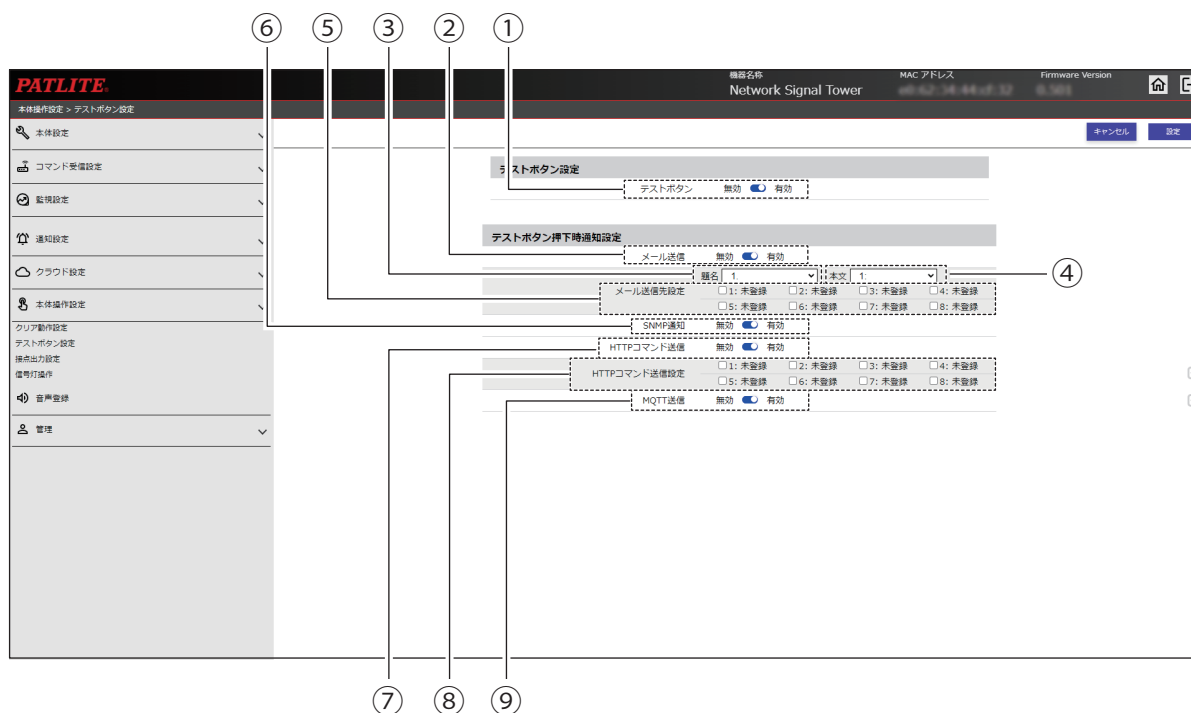 ⑥ ⑤ ③ ② ①
PATLITE
機器名称 MAC アドレス Firmware Version
Network Signal Tower
本体操作設定 > テストボタン設定
キャンセル 設定
本体設定
コマンド受信設定
監視設定
通知設定
クラウド設定
本体操作設定
クリア動作設定
テストボタン設定
接点出力設定
信号灯操作
音声登録
管理
テストボタン設定
テストボタン 無効 有効
テストボタン押下時通知設定
メール送信 無効 有効
題名 1. 本文 1:
④
メール送信先設定 1: 未登録 2: 未登録 3: 未登録 4: 未登録
5: 未登録 6: 未登録 7: 未登録 8: 未登録
SNMP通知 無効 有効
HTTPコマンド送信 無効 有効
HTTPコマンド送信設定 1: 未登録 2: 未登録 3: 未登録 4: 未登録
5: 未登録 6: 未登録 7: 未登録 8: 未登録
MQTT送信 無効 有効
⑦ ⑧ ⑨